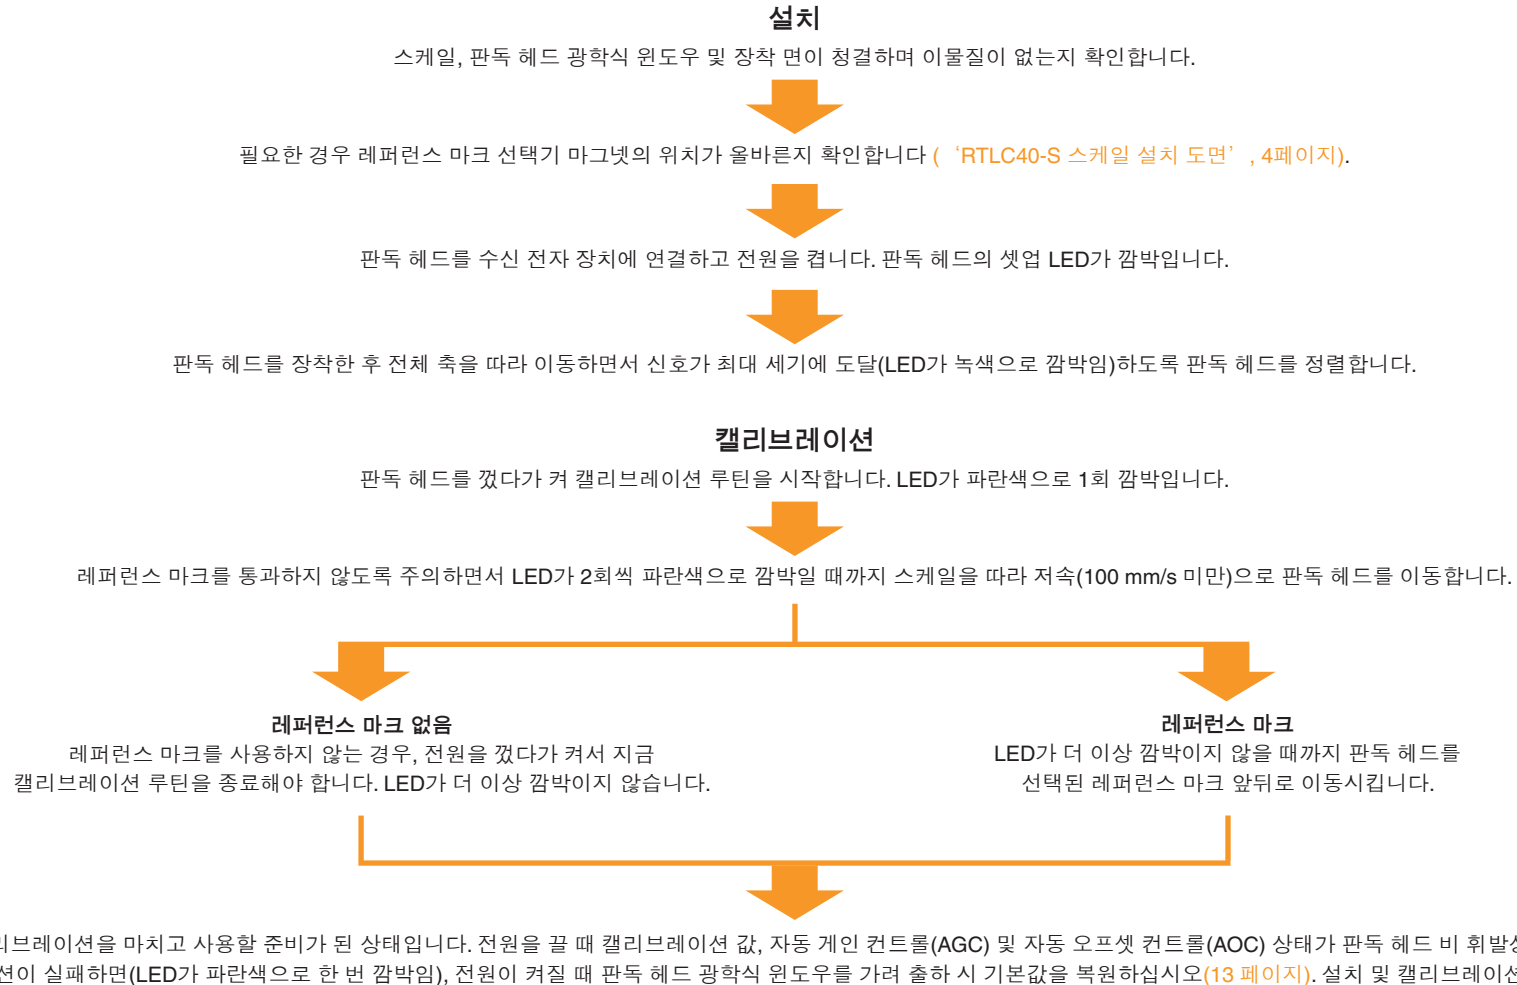 설치
스케일, 판독 헤드 광학식 윈도우 및 장착 면이 청결하며 이물질이 없는지 확인합니다.
필요한 경우 레퍼런스 마크 선택기 마그넷의 위치가 올바른지 확인합니다 ( ‘RTLC40-S 스케일 설치 도면’ , 4페이지).
판독 헤드를 수신 전자 장치에 연결하고 전원을 켭니다. 판독 헤드의 셋업 LED가 깜박입니다.
판독 헤드를 장착한 후 전체 축을 따라 이동하면서 신호가 최대 세기에 도달(LED가 녹색으로 깜박임)하도록 판독 헤드를 정렬합니다.
캘리브레이션
판독 헤드를 껐다가 켜 캘리브레이션 루틴을 시작합니다. LED가 파란색으로 1회 깜박입니다.
레퍼런스 마크를 통과하지 않도록 주의하면서 LED가 2회씩 파란색으로 깜박일 때까지 스케일을 따라 저속(100 mm/s 미만)으로 판독 헤드를 이동합니다.
레퍼런스 마크 없음
레퍼런스 마크를 사용하지 않는 경우, 전원을 껐다가 켜서 지금
캘리브레이션 루틴을 종료해야 합니다. LED가 더 이상 깜박이지 않습니다.
레퍼런스 마크
LED가 더 이상 깜박이지 않을 때까지 판독 헤드를
선택된 레퍼런스 마크 앞뒤로 이동시킵니다.
리브레이션을 마치고 사용할 준비가 된 상태입니다. 전원을 끌 때 캘리브레이션 값, 자동 게인 컨트롤(AGC) 및 자동 오프셋 컨트롤(AOC) 상태가 판독 헤드 비 휘발성
션이 실패하면(LED가 파란색으로 한 번 깜박임), 전원이 켜질 때 판독 헤드 광학식 윈도우를 가려 출하 시 기본값을 복원하십시오(13 페이지). 설치 및 캘리브레이션